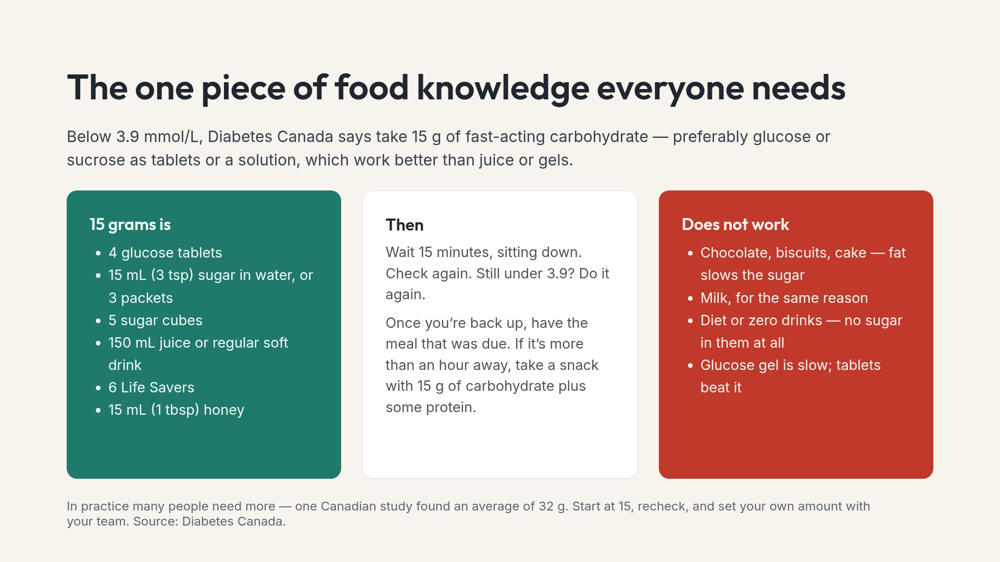 The one piece of food knowledge everyone needs
Below 3.9 mmol/L, Diabetes Canada says take 15 g of fast-acting carbohydrate — preferably glucose or
sucrose as tablets or a solution, which work better than juice or gels.
15 grams is
• 4 glucose tablets
• 15 mL (3 tsp) sugar in water, or
3 packets
• 5 sugar cubes
• 150 mL juice or regular soft
drink
• 6 Life Savers
• 15 mL (1 tbsp) honey
Then
Wait 15 minutes, sitting down.
Check again. Still under 3.9? Do it
again.
Once you’re back up, have the
meal that was due. If it’s more
than an hour away, take a snack
with 15 g of carbohydrate plus
some protein.
Does not work
• Chocolate, biscuits, cake — fat
slows the sugar
• Milk, for the same reason
• Diet or zero drinks — no sugar
in them at all
• Glucose gel is slow; tablets
beat it
In practice many people need more — one Canadian study found an average of 32 g. Start at 15, recheck, and set your own amount with
your team. Source: Diabetes Canada.